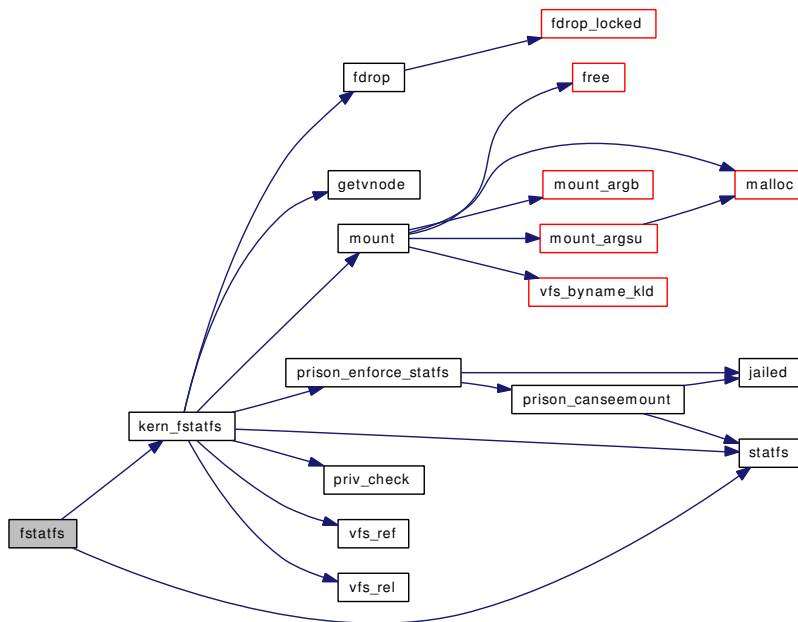 fdrop_locked
fdrop
free
getvnode
mount_argb
malloc
mount
mount_argsu
vfs_byname_kld
prison_enforce_statfs
jailed
prison_canseemount
kern_fstatfs
statfs
priv_check
fstatfs
vfs_ref
vfs_rel